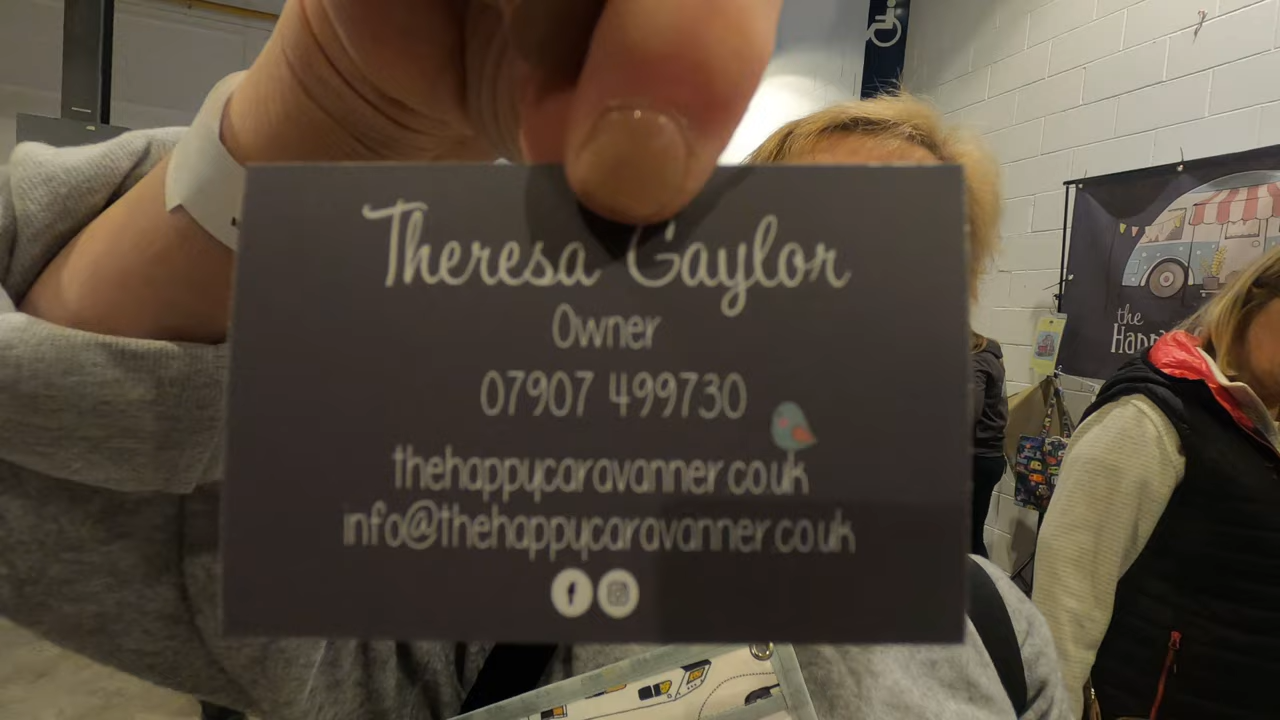 Theresa Gaylor
Owner
07907 499730
thehappycaravanner.co.uk
info@thehappycaravanner.co.uk
the